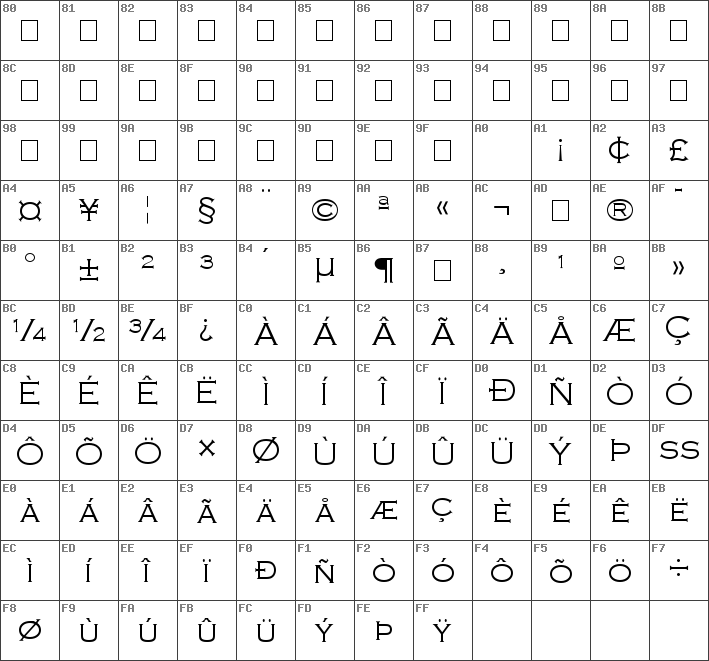 80 81 82 83 84 85 86 87 88 89 8A 8B
□ □ □ □ □ □ □ □ □ □ □ □
8C 8D 8E 8F 90 91 92 93 94 95 96 97
□ □ □ □ □ □ □ □ □ □ □ □
98 99 9A 9B 9C 9D 9E 9F A0 A1 A2 A3
□ □ □ □ □ □ □ □ ¡ ¢ £
A4 A5 A6 A7 A8 A9 AA AB AC AD AE AF
¤ ¥ ¦ § ¨ © ª « ¬ □ ® ¯
B0 B1 B2 B3 B4 B5 B6 B7 B8 B9 BA BB
° ± ² ³ ´ µ ¶ □ ¸ ¹ º »
BC BD BE BF C0 C1 C2 C3 C4 C5 C6 C7
¼ ½ ¾ ¿ À Á Â Ã Ä Å Æ Ç
C8 C9 CA CB CC CD CE CF D0 D1 D2 D3
È É Ê Ë Ì Í Î Ï Ð Ñ Ò Ó
D4 D5 D6 D7 D8 D9 DA DB DC DD DE DF
Ô Õ Ö × Ø Ù Ú Û Ü Ý Þ SS
E0 E1 E2 E3 E4 E5 E6 E7 E8 E9 EA EB
À Á Â Ã Ä Å Æ Ç È É Ê Ë
EC ED EE EF F0 F1 F2 F3 F4 F5 F6 F7
Ì Í Î Ï Ð Ñ Ò Ó Ô Õ Ö ÷
F8 F9 FA FB FC FD FE FF
Ø Ù Ú Û Ü Ý Þ Ÿ